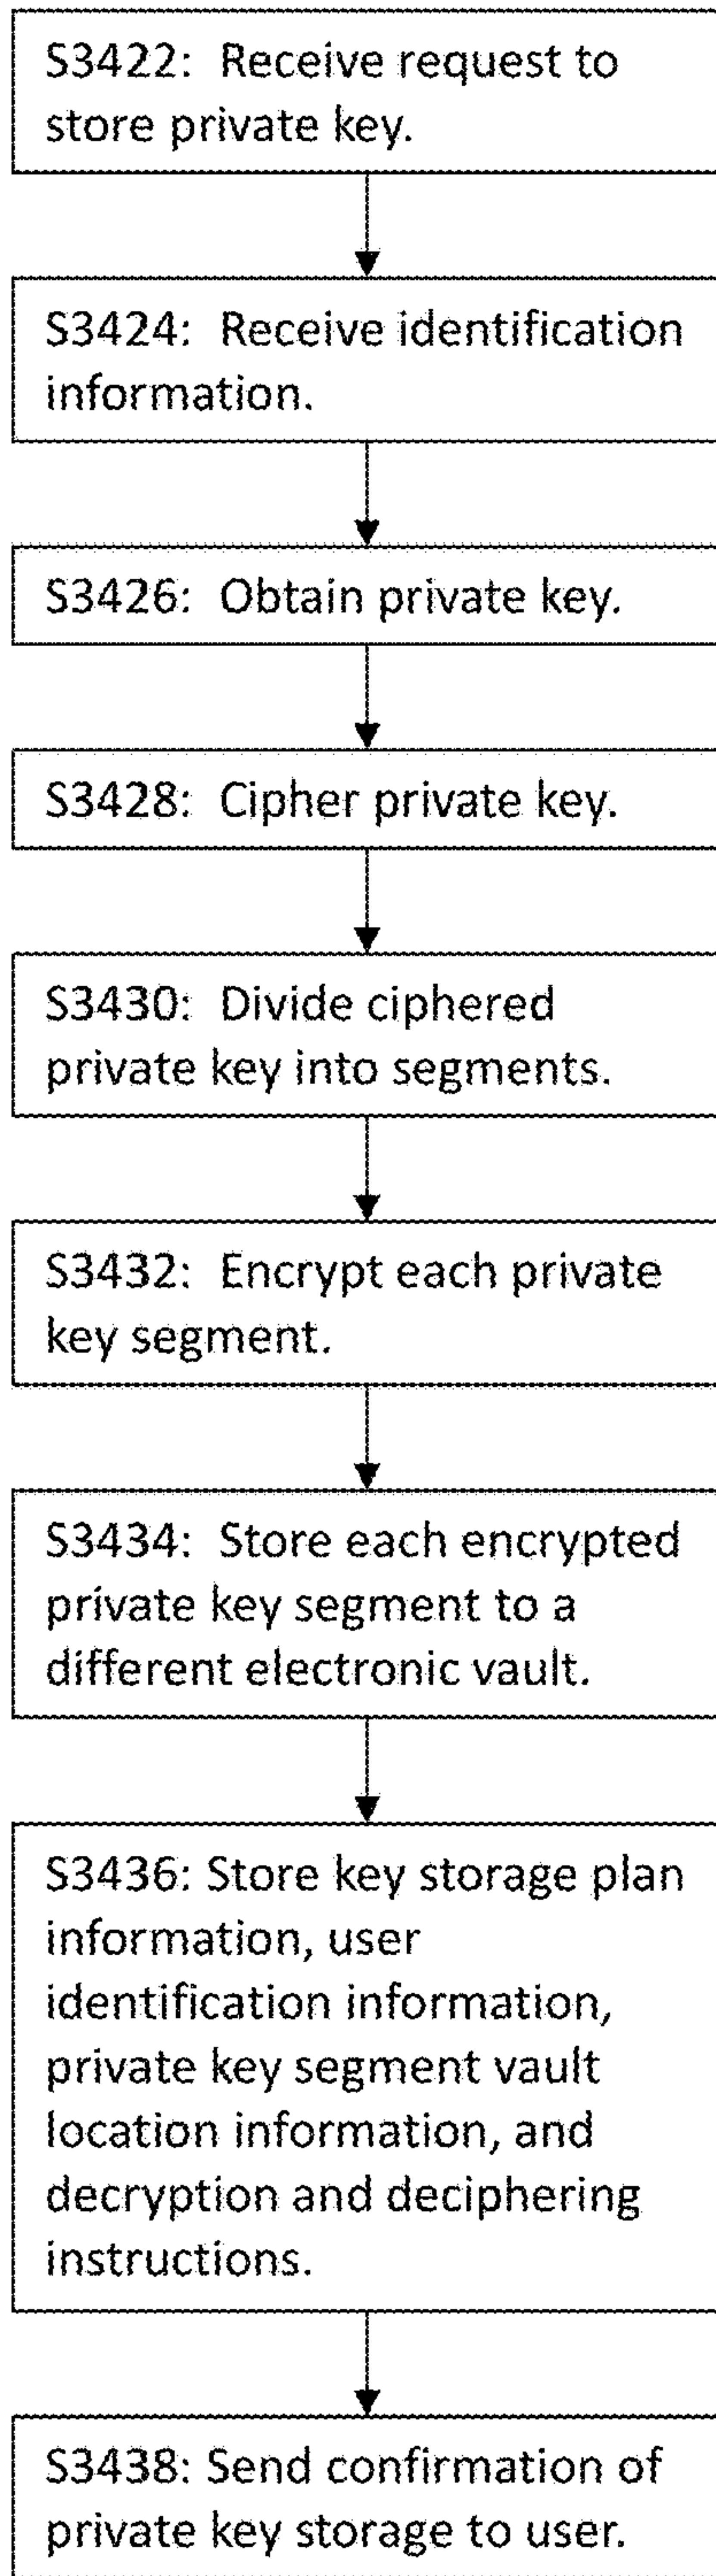 S3422: Receive request to
store private key.
S3424: Receive identification
information.
S3426: Obtain private key.
S3428: Cipher private key.
S3430: Divide ciphered
private key into segments.
S3432: Encrypt each private
key segment.
S3434: Store each encrypted
private key segment to a
different electronic vault.
S3436: Store key storage plan
information, user
identification information,
private key segment vault
location information, and
decryption and deciphering
instructions.
S3438: Send confirmation of
private key storage to user.